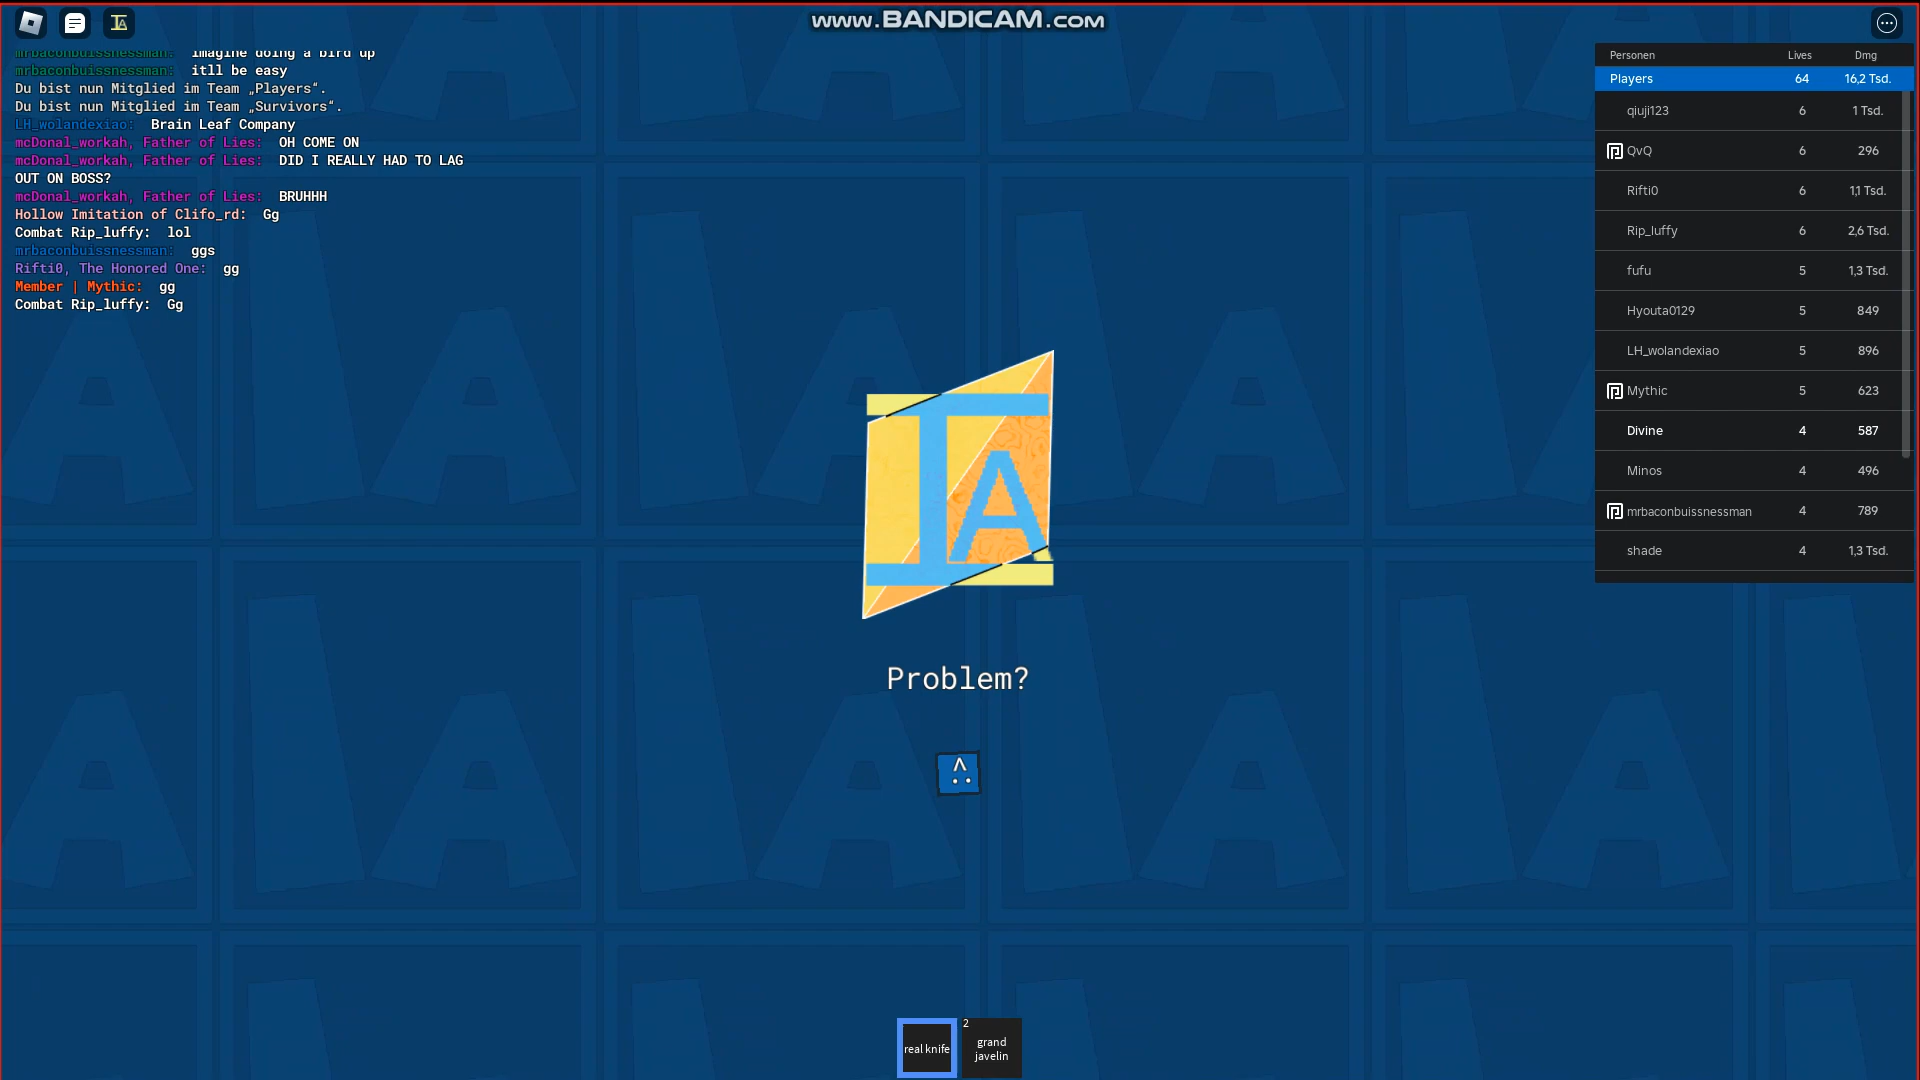 www.BANDICAM.com
mrbaconbuissnessman: imagine doing a bird up
mrbaconbuissnessman: itll be easy
Du bist nun Mitglied im Team „Players“.
Du bist nun Mitglied im Team „Survivors“.
LH_wolandexiao: Brain Leaf Company
mcDonal_workah, Father of Lies: OH COME ON
mcDonal_workah, Father of Lies: DID I REALLY HAD TO LAG
OUT ON BOSS?
mcDonal_workah, Father of Lies: BRUHHH
Hollow Imitation of Clifo_rd: Gg
Combat Rip_luffy: lol
mrbaconbuissnessman: ggs
Rifti0, The Honored One: gg
Member | Mythic: gg
Combat Rip_luffy: Gg
Personen Lives Dmg
Players 64 16,2 Tsd.
qiuji123 6 1 Tsd.
QvQ 6 296
Rifti0 6 1,1 Tsd.
Rip_luffy 6 2,6 Tsd.
fufu 5 1,3 Tsd.
Hyouta0129 5 849
LH_wolandexiao 5 896
Mythic 5 623
Divine 4 587
Minos 4 496
mrbaconbuissnessman 4 789
shade 4 1,3 Tsd.
IA
Problem?
^
..
real knife
2
grand
javelin